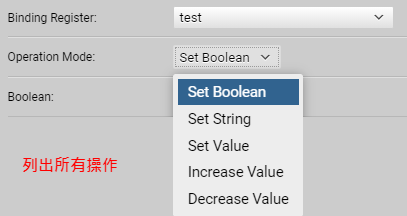 Binding Register: test
Operation Mode: Set Boolean
Boolean:
Set Boolean
Set String
Set Value
Increase Value
Decrease Value
列出所有操作